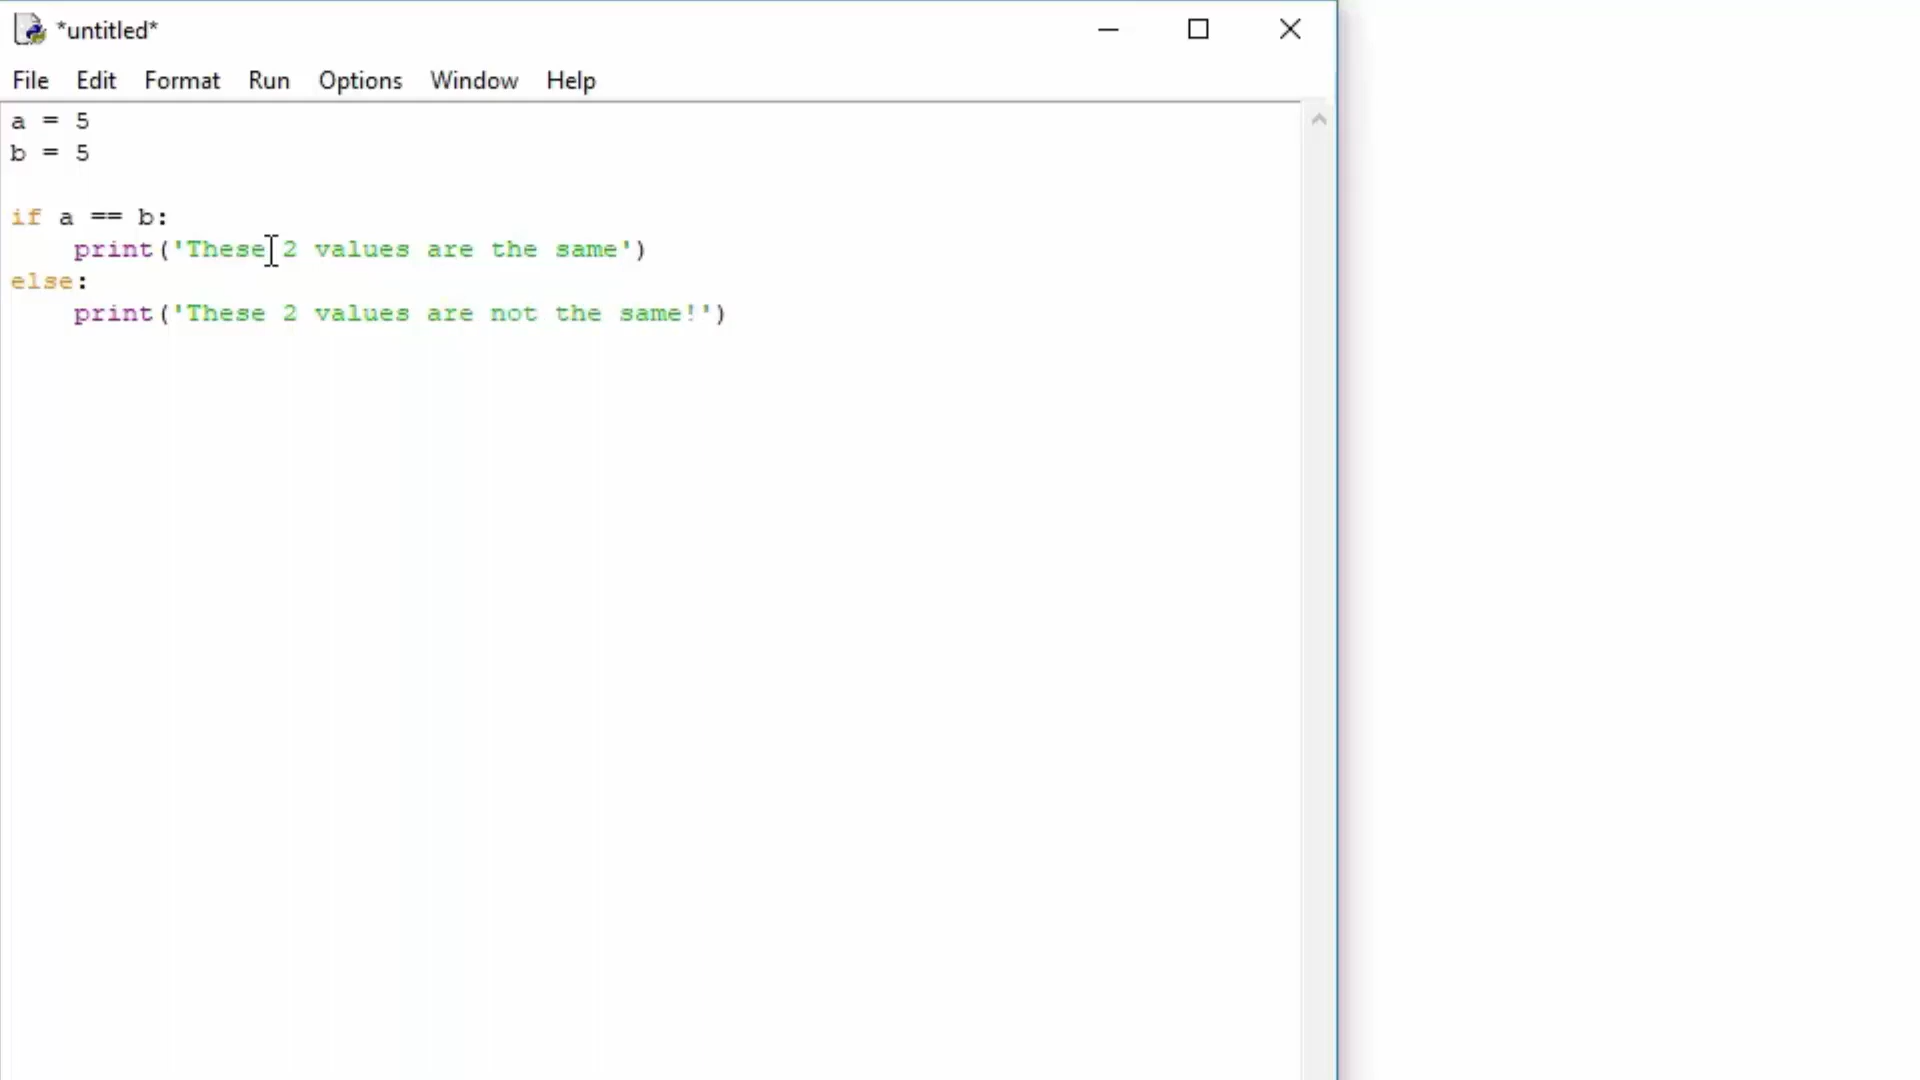 *untitled*
File Edit Format Run Options Window Help
a = 5
b = 5
if a == b:
    print('These 2 values are the same')
else:
    print('These 2 values are not the same!')